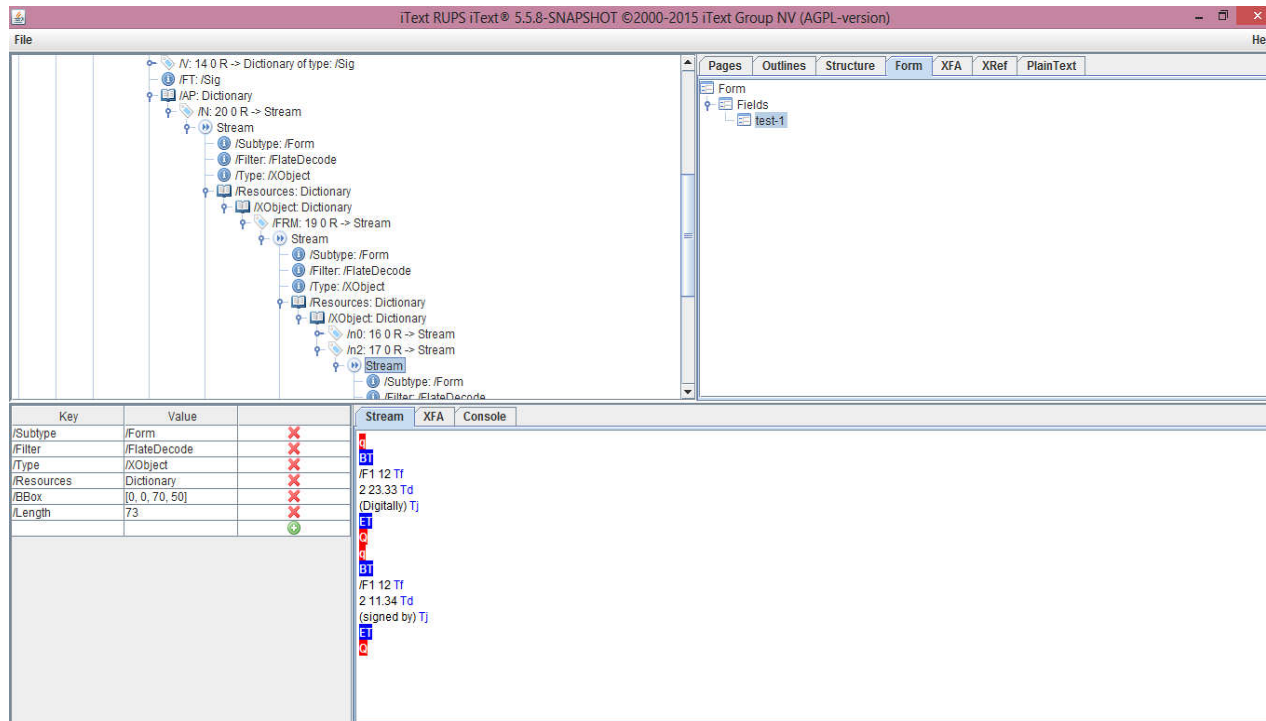 iText RUPS iText® 5.5.8-SNAPSHOT ©2000-2015 iText Group NV (AGPL-version)
File
He
/V: 14 0 R -> Dictionary of type: /Sig
/FT: /Sig
/AP: Dictionary
/N: 20 0 R -> Stream
Stream
/Subtype: /Form
/Filter: /FlateDecode
/Type: /XObject
/Resources: Dictionary
/XObject: Dictionary
/FRM: 19 0 R -> Stream
Stream
/Subtype: /Form
/Filter: /FlateDecode
/Type: /XObject
/Resources: Dictionary
/XObject: Dictionary
/n0: 16 0 R -> Stream
/n2: 17 0 R -> Stream
Stream
/Subtype: /Form
/Filter: /FlateDecode
Pages Outlines Structure Form XFA XRef PlainText
Form
Fields
test-1
Key Value
/Subtype /Form
/Filter /FlateDecode
/Type /XObject
/Resources Dictionary
/BBox [0, 0, 70, 50]
/Length 73
Stream XFA Console
q
BT
/F1 12 Tf
2 23.33 Td
(Digitally) Tj
ET
Q
q
BT
/F1 12 Tf
2 11.34 Td
(signed by) Tj
ET
Q